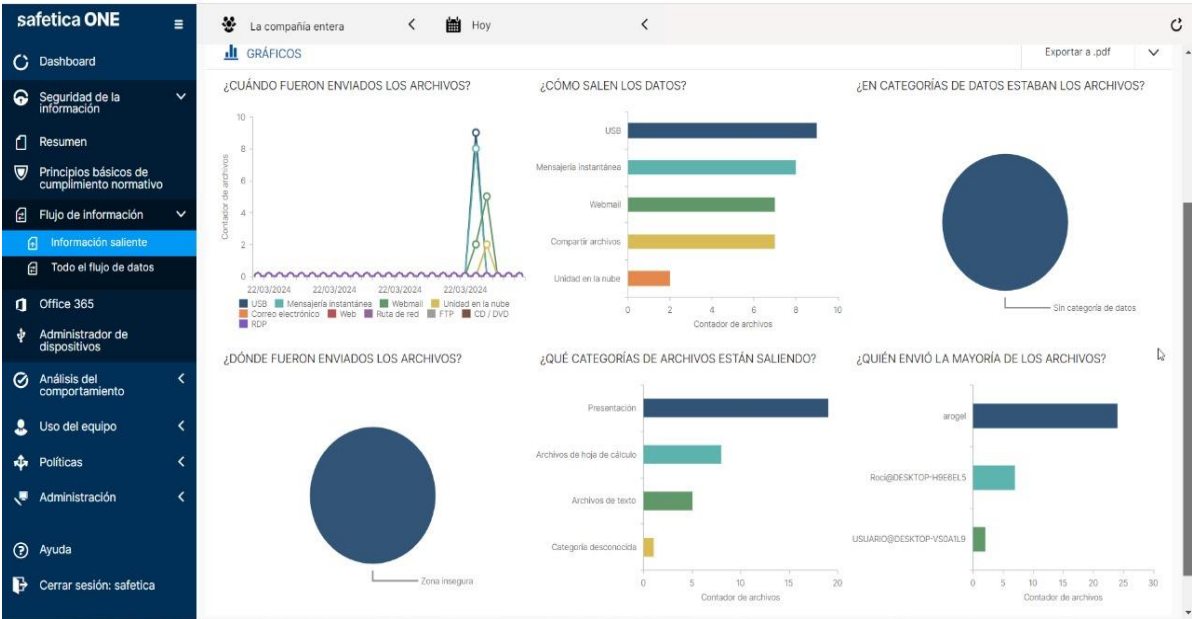 safetica ONE
La compañía entera
Hoy
Dashboard
Seguridad de la
información
Resumen
Principios básicos de
cumplimiento normativo
Flujo de información
Información saliente
Todo el flujo de datos
Office 365
Administrador de
dispositivos
Análisis del
comportamiento
Uso del equipo
Políticas
Administración
Ayuda
Cerrar sesión: safetica
GRÁFICOS
Exportar a .pdf
¿CUÁNDO FUERON ENVIADOS LOS ARCHIVOS?
Contador de archivos
10
8
6
4
2
0
22/03/2024 22/03/2024 22/03/2024 22/03/2024
USB Mensajería instantánea Webmail Unidad en la nube
Correo electrónico Web Ruta de red FTP CD / DVD
RDP
¿CÓMO SALEN LOS DATOS?
USB
Mensajería instantánea
Webmail
Compartir archivos
Unidad en la nube
0 2 4 6 8 10
Contador de archivos
¿EN CATEGORÍAS DE DATOS ESTABAN LOS ARCHIVOS?
Sin categoría de datos
¿DÓNDE FUERON ENVIADOS LOS ARCHIVOS?
Zona insegura
¿QUÉ CATEGORÍAS DE ARCHIVOS ESTÁN SALIENDO?
Presentación
Archivos de hoja de cálculo
Archivos de texto
Categoría desconocida
0 5 10 15 20
Contador de archivos
¿QUIÉN ENVIÓ LA MAYORÍA DE LOS ARCHIVOS?
arogel
Roci@DESKTOP-H9E6EL5
USUARIO@DESKTOP-VS0A1L9
0 5 10 15 20 25 30
Contador de archivos